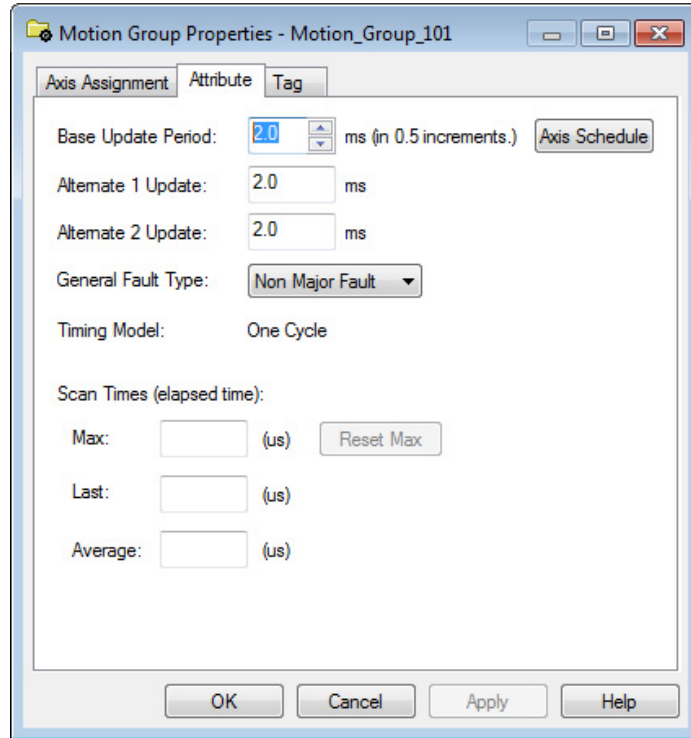 Motion Group Properties - Motion_Group_101
Axis Assignment Attribute Tag
Base Update Period: 2.0 ms (in 0.5 increments.) Axis Schedule
Alternate 1 Update: 2.0 ms
Alternate 2 Update: 2.0 ms
General Fault Type: Non Major Fault
Timing Model: One Cycle
Scan Times (elapsed time):
Max: (us) Reset Max
Last: (us)
Average: (us)
OK Cancel Apply Help